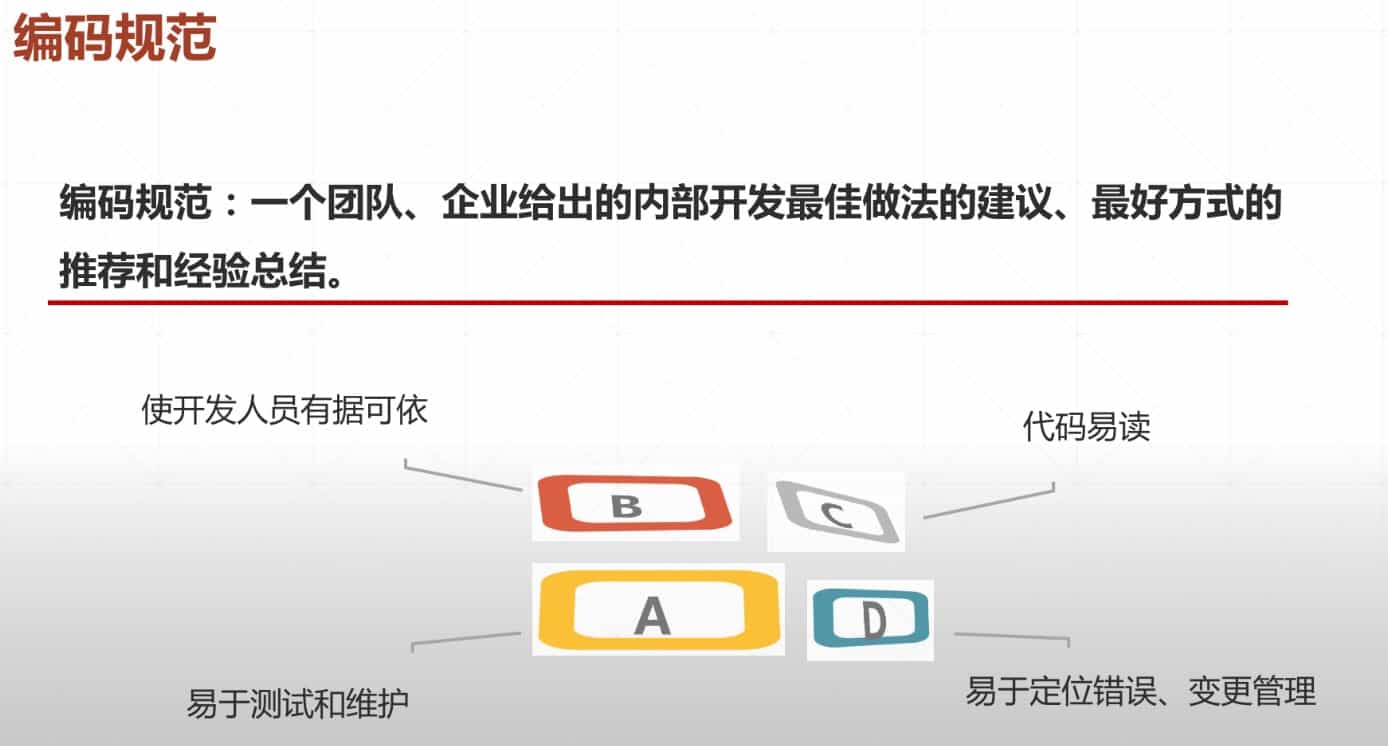 编码规范
编码规范：一个团队、企业给出的内部开发最佳做法的建议、最好方式的
推荐和经验总结。
使开发人员有据可依
代码易读
B
C
A
D
易于测试和维护
易于定位错误、变更管理